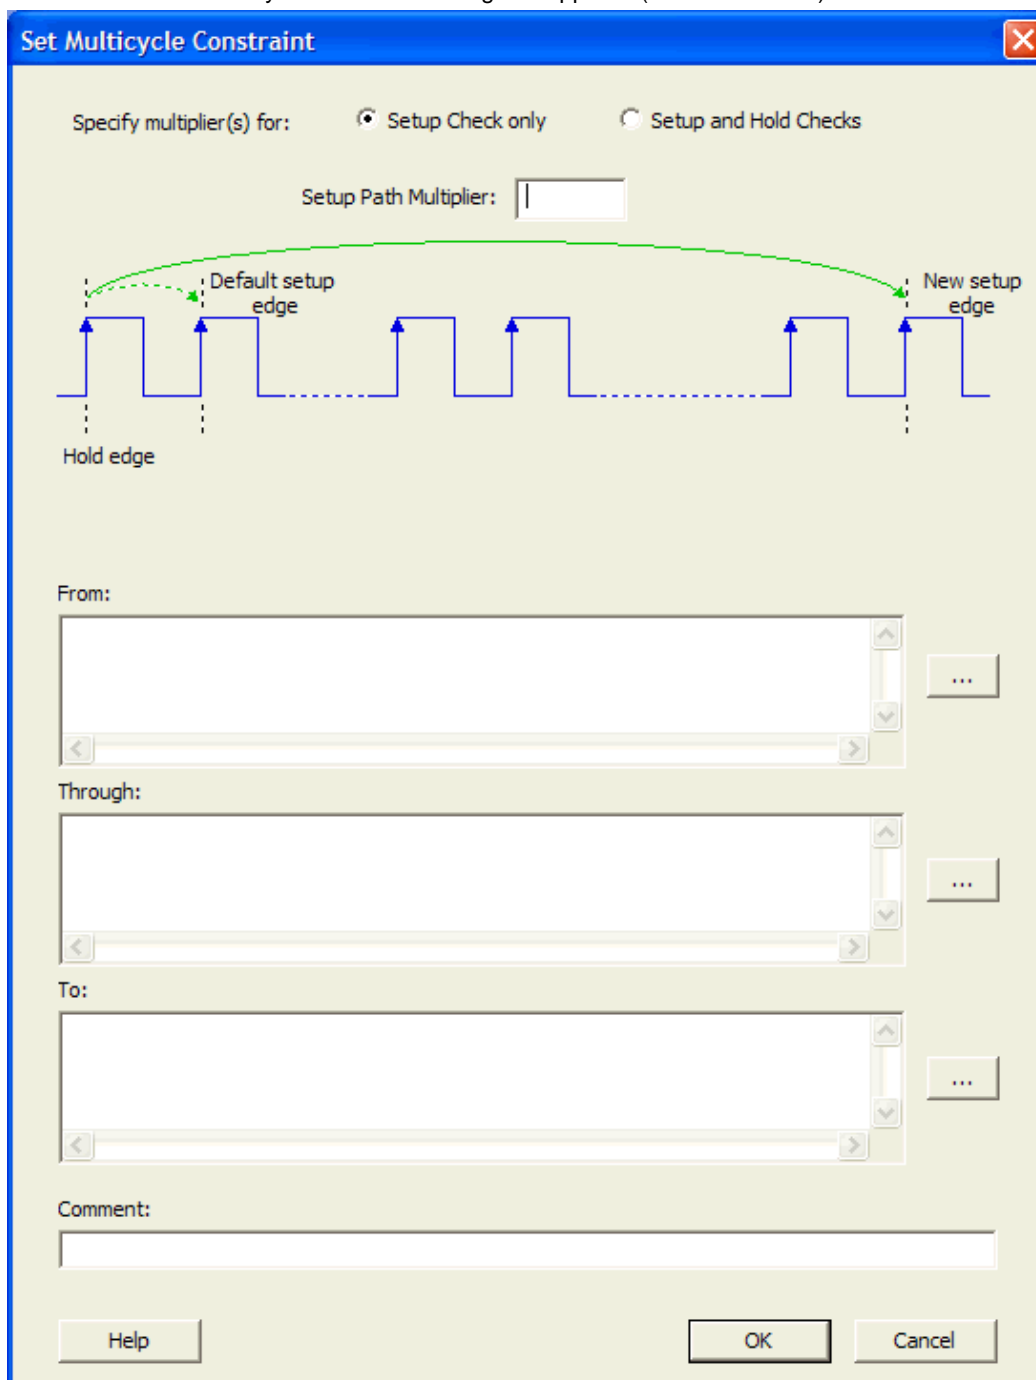 Set Multicycle Constraint
Specify multiplier(s) for: Setup Check only Setup and Hold Checks
Setup Path Multiplier:
Default setup edge
New setup edge
Hold edge
From:
...
Through:
...
To:
...
Comment:
Help OK Cancel